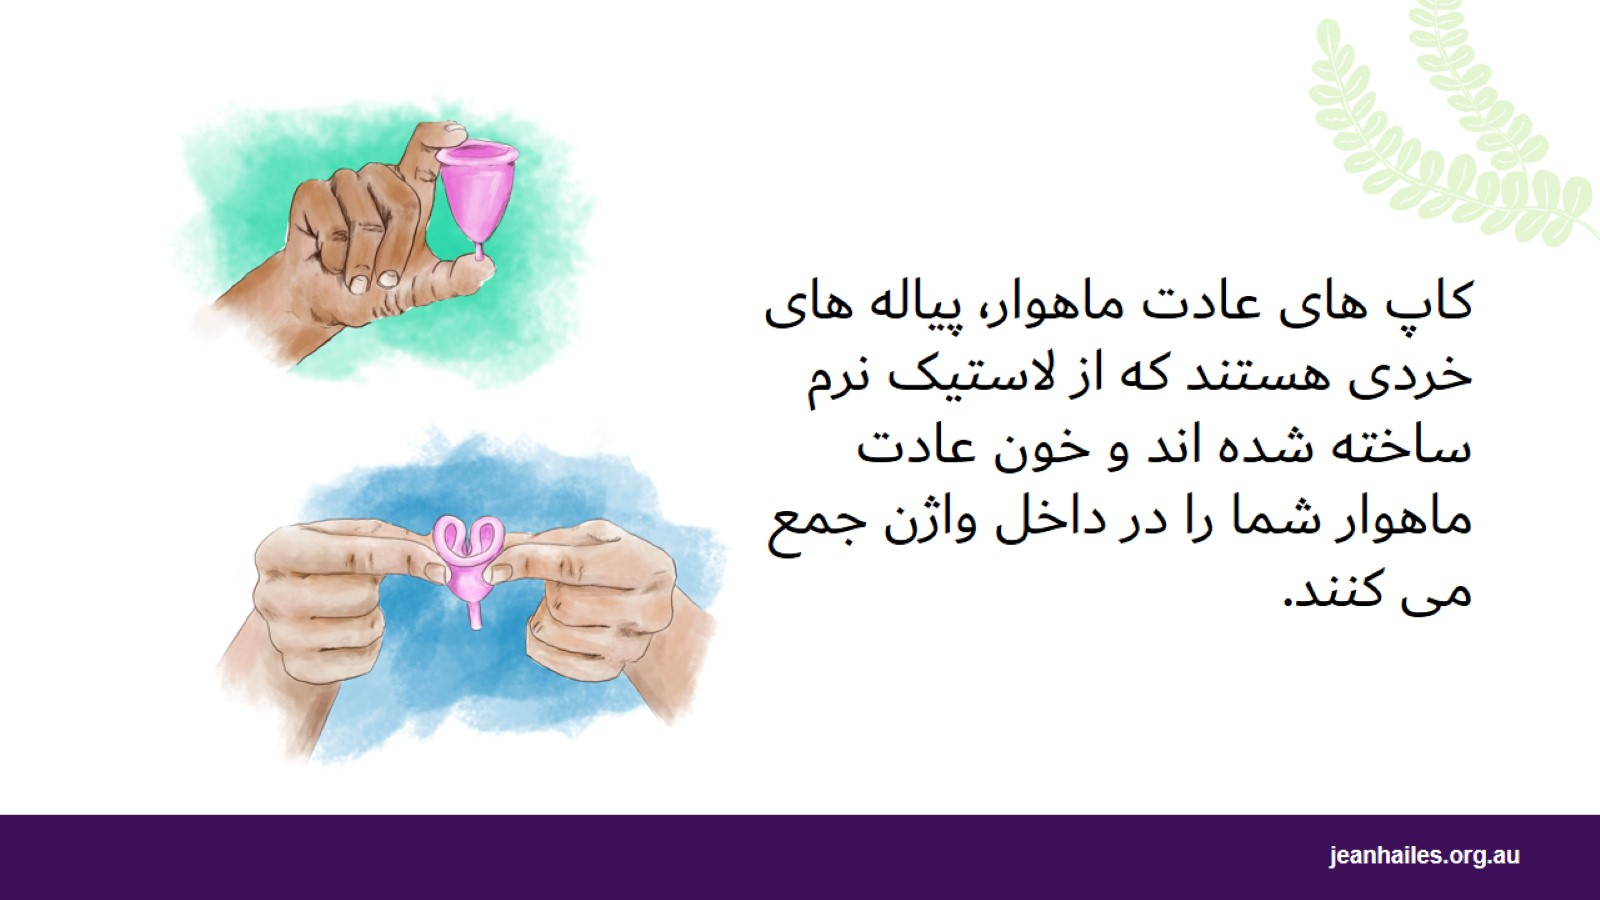 کاپ های عادت ماهوار، پیاله های
خردی هستند که از لاستیک نرم
ساخته شده اند و خون عادت
ماهوار شما را در داخل واژن جمع
می کنند.
jeanhailes.org.au